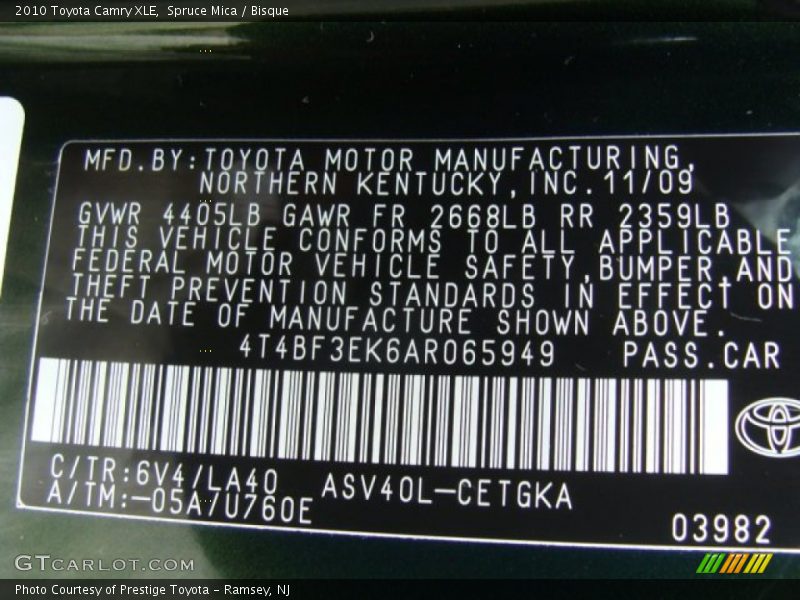 2010 Toyota Camry XLE,  Spruce Mica / Bisque
MFD.BY:TOYOTA MOTOR MANUFACTURING,
NORTHERN KENTUCKY,INC.11/09
GVWR 4405LB GAWR FR 2668LB RR 2359LB
THIS VEHICLE CONFORMS TO ALL APPLICABLE
FEDERAL MOTOR VEHICLE SAFETY,BUMPER,AND
THEFT PREVENTION STANDARDS IN EFFECT ON
THE DATE OF MANUFACTURE SHOWN ABOVE.
4T4BF3EK6AR065949 PASS.CAR
C/TR:6V4/LA40 ASV40L-CETGKA
A/TM:-05A/U760E
03982
GTCARLOT.COM
Photo Courtesy of Prestige Toyota - Ramsey, NJ